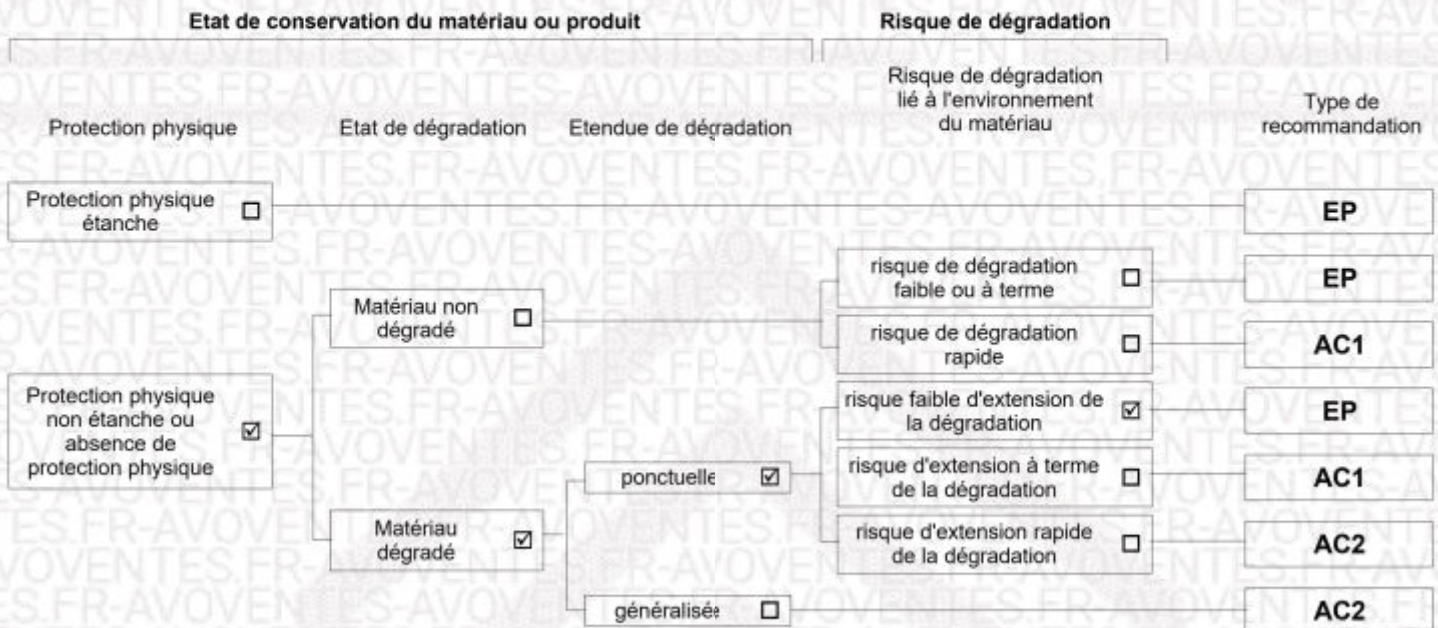 Etat de conservation du matériau ou produit
Risque de dégradation
Protection physique
Etat de dégradation
Etendue de dégradation
Risque de dégradation
lié à l'environnement
du matériau
Type de
recommandation
Protection physique
étanche
☐
EP
Protection physique
non étanche ou
absence de
protection physique
☑
Matériau non
dégradé
☐
risque de dégradation
faible ou à terme
☐
EP
risque de dégradation
rapide
☐
AC1
Matériau
dégradé
☑
ponctuelle
☑
risque faible d'extension de
la dégradation
☑
EP
risque d'extension à terme
de la dégradation
☐
AC1
risque d'extension rapide
de la dégradation
☐
AC2
généralisée
☐
AC2